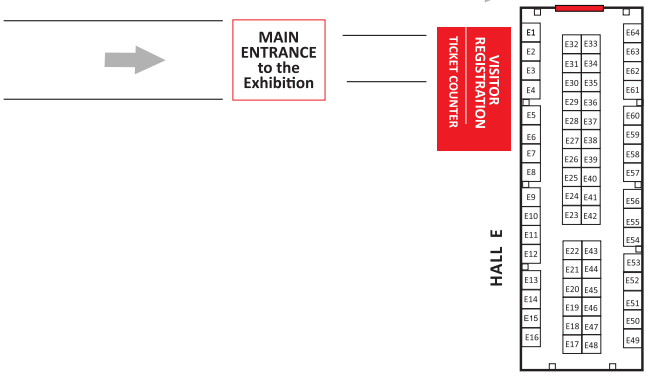 MAIN
ENTRANCE
to the
Exhibition
VISITOR
REGISTRATION
TICKET COUNTER
HALL E
E1
E2
E3
E4
E5
E6
E7
E8
E9
E10
E11
E12
E13
E14
E15
E16
E32 E33
E31 E34
E30 E35
E29 E36
E28 E37
E27 E38
E26 E39
E25 E40
E24 E41
E23 E42
E22 E43
E21 E44
E20 E45
E19 E46
E18 E47
E17 E48
E64
E63
E62
E61
E60
E59
E58
E57
E56
E55
E54
E53
E52
E51
E50
E49